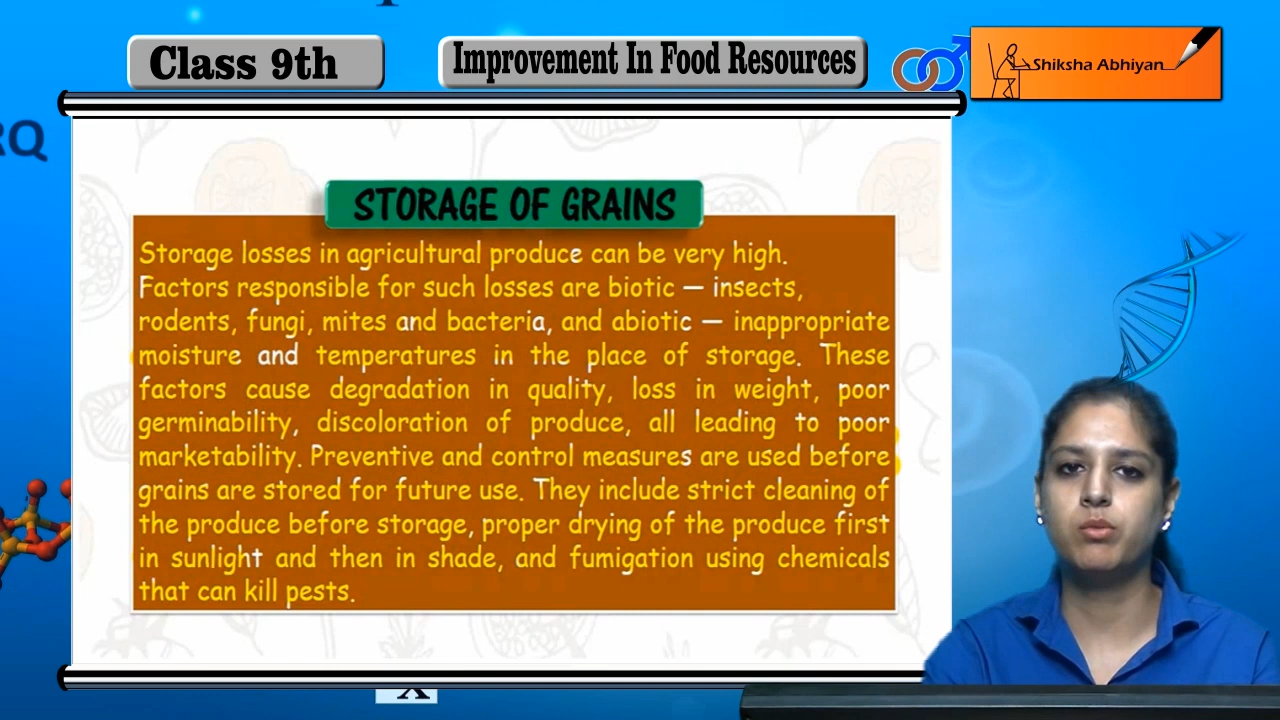 Class 9th
Improvement In Food Resources
Shiksha Abhiyan
RQ
STORAGE OF GRAINS
Storage losses in agricultural produce can be very high.
Factors responsible for such losses are biotic — insects,
rodents, fungi, mites and bacteria, and abiotic — inappropriate
moisture and temperatures in the place of storage. These
factors cause degradation in quality, loss in weight, poor
germinability, discoloration of produce, all leading to poor
marketability. Preventive and control measures are used before
grains are stored for future use. They include strict cleaning of
the produce before storage, proper drying of the produce first
in sunlight and then in shade, and fumigation using chemicals
that can kill pests.
X